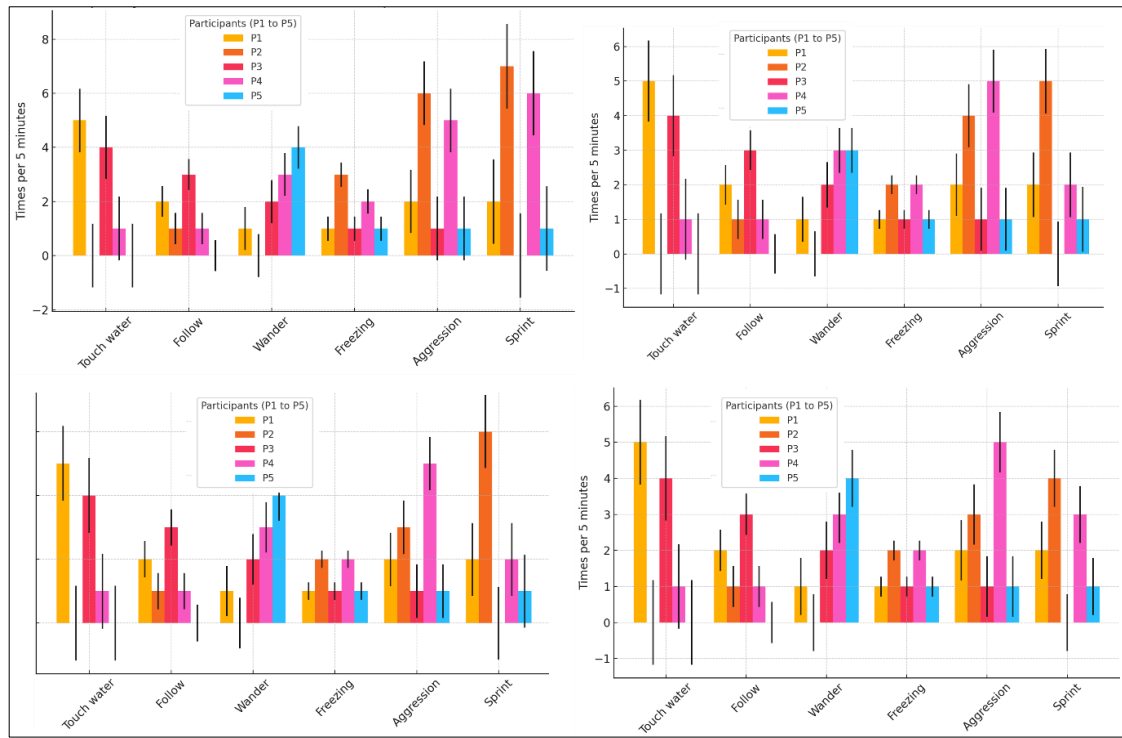 Participants (P1 to P5)
P1
P2
P3
P4
P5
Times per 5 minutes
8
6
4
2
0
−2
Touch water
Follow
Wander
Freezing
Aggression
Sprint
Participants (P1 to P5)
P1
P2
P3
P4
P5
Times per 5 minutes
6
5
4
3
2
1
0
−1
Touch water
Follow
Wander
Freezing
Aggression
Sprint
Participants (P1 to P5)
P1
P2
P3
P4
P5
Touch water
Follow
Wander
Freezing
Aggression
Sprint
Participants (P1 to P5)
P1
P2
P3
P4
P5
Times per 5 minutes
6
5
4
3
2
1
0
−1
Touch water
Follow
Wander
Freezing
Aggression
Sprint